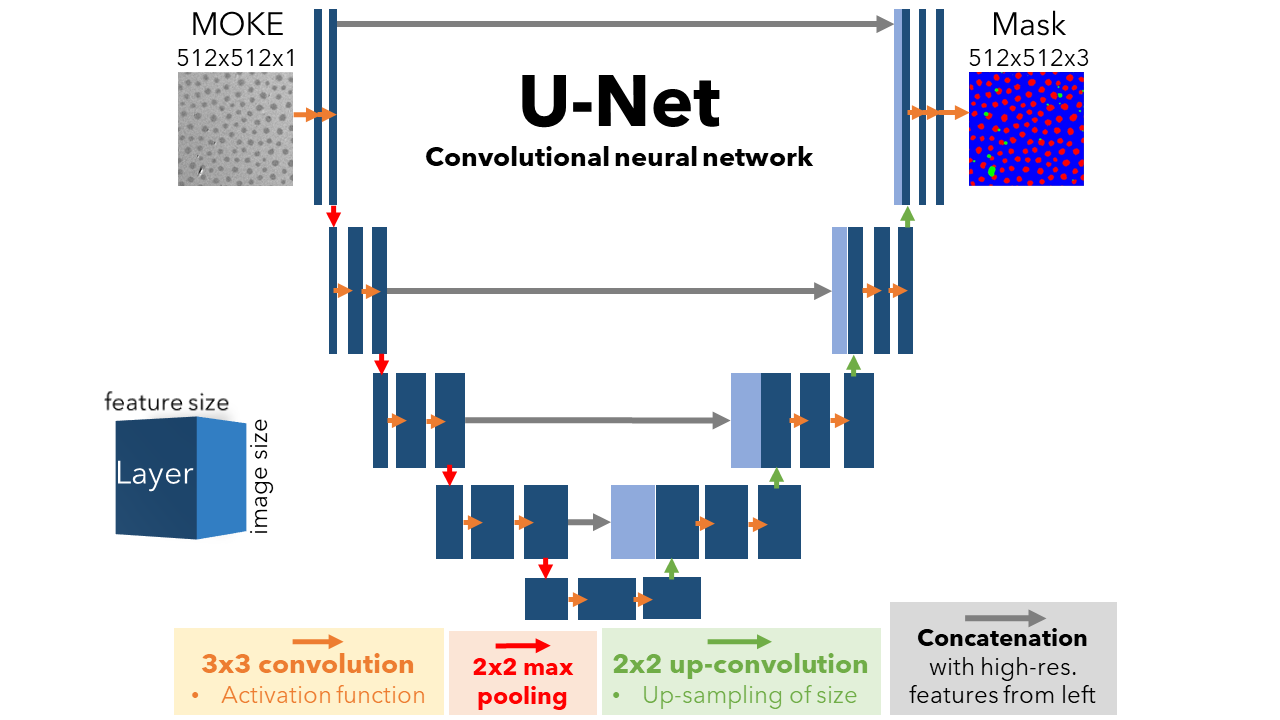 MOKE
512x512x1
Mask
512x512x3
U-Net
Convolutional neural network
feature size
Layer
image size
3x3 convolution
• Activation function
2x2 max
pooling
2x2 up-convolution
• Up-sampling of size
Concatenation
with high-res.
features from left